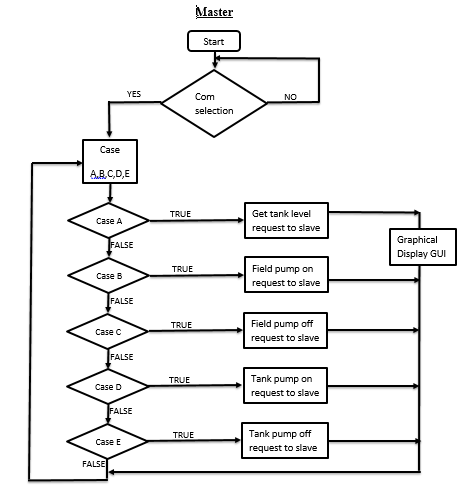 Master
Start
Com
selection
YES
NO
Case
A,B,C,D,E
Case A
TRUE
Get tank level
request to slave
Graphical
Display GUI
FALSE
Case B
TRUE
Field pump on
request to slave
FALSE
Case C
TRUE
Field pump off
request to slave
FALSE
Case D
TRUE
Tank pump on
request to slave
FALSE
Case E
TRUE
Tank pump off
request to slave
FALSE